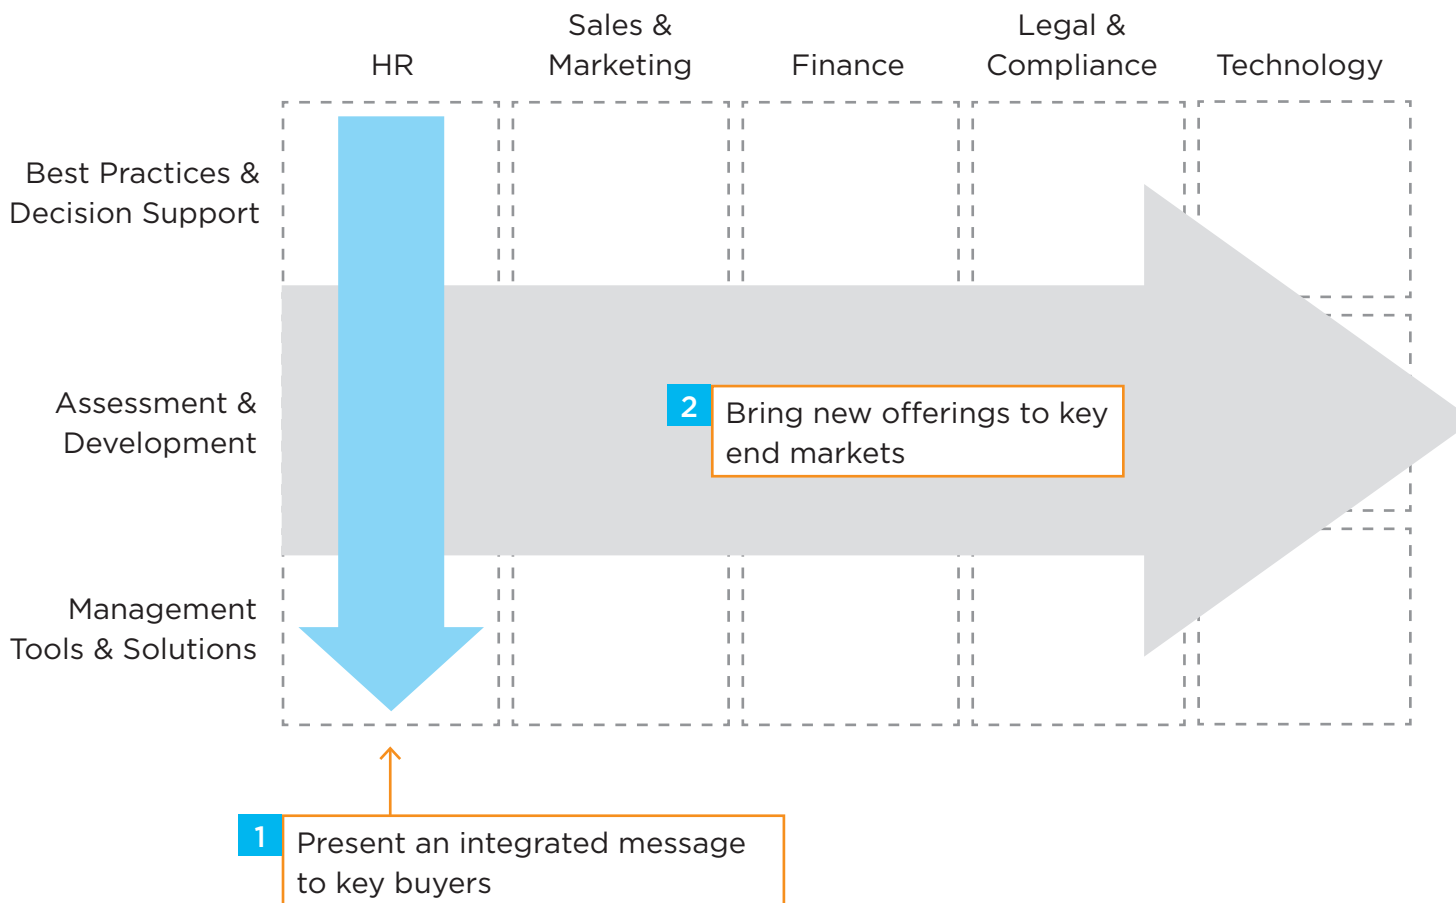 Sales &
Marketing
Legal &
Compliance
HR
Finance
Technology
Best Practices &
Decision Support
Assessment &
Development
2
Bring new offerings to key
end markets
Management
Tools & Solutions
1
Present an integrated message
to key buyers